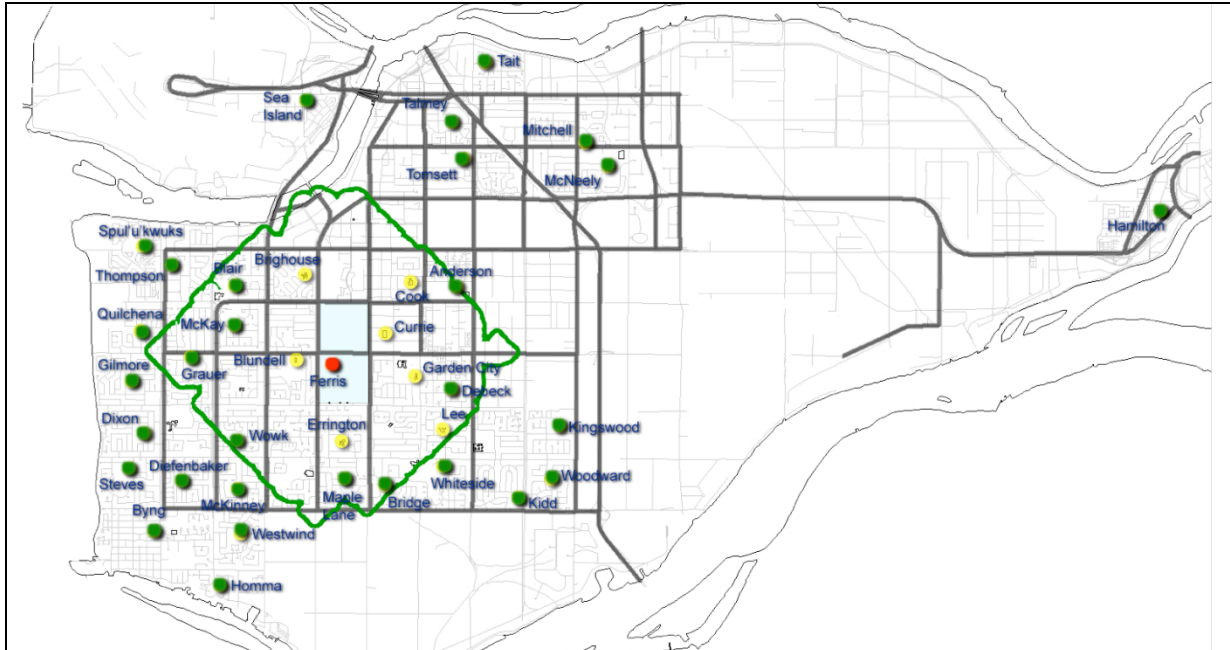 Tait
Sea
Island
Talmey
Mitchell
Tomsett
McNeely
Hamilton
Spul'u'kwuks
Thompson
Blair
Brighouse
Anderson
Cook
Quilchena
McKay
Currie
Gilmore
Grauer
Blundell
Ferris
Garden City
Debeck
Dixon
Wowk
Errington
Lee
Kingswood
Steves
Diefenbaker
McKinney
Maple
Lane
Bridge
Whiteside
Woodward
Kidd
Byng
Westwind
Homma